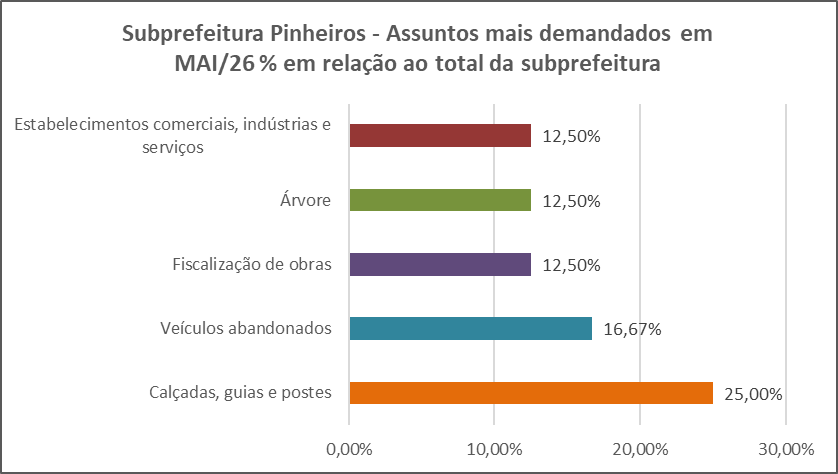 Subprefeitura Pinheiros - Assuntos mais demandados em
MAI/26 % em relação ao total da subprefeitura
Estabelecimentos comerciais, indústrias e
serviços
12,50%
Árvore
12,50%
Fiscalização de obras
12,50%
Veículos abandonados
16,67%
Calçadas, guias e postes
25,00%
0,00%
10,00%
20,00%
30,00%